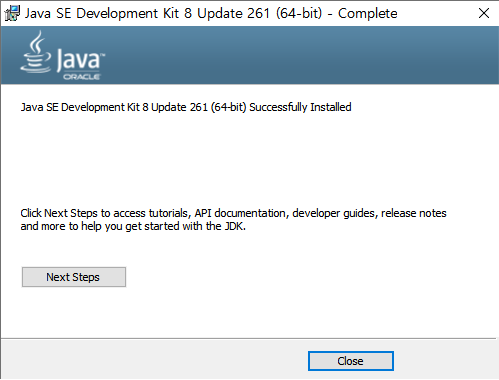 Java SE Development Kit 8 Update 261 (64-bit) - Complete
Java™
ORACLE
Java SE Development Kit 8 Update 261 (64-bit) Successfully Installed
Click Next Steps to access tutorials, API documentation, developer guides, release notes
and more to help you get started with the JDK.
Next Steps
Close